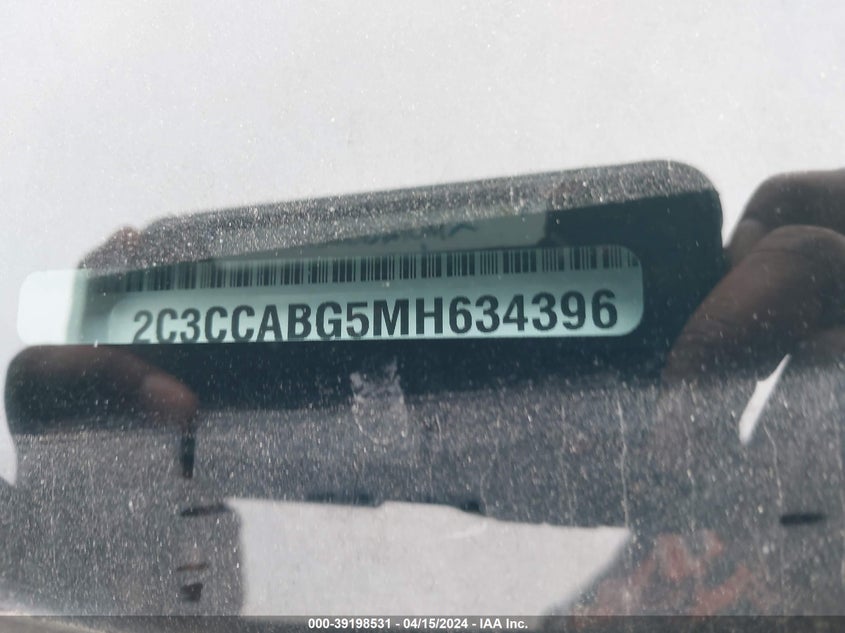 2C3CCABG5MH634396
000-39198531 - 04/15/2024 - IAA Inc.